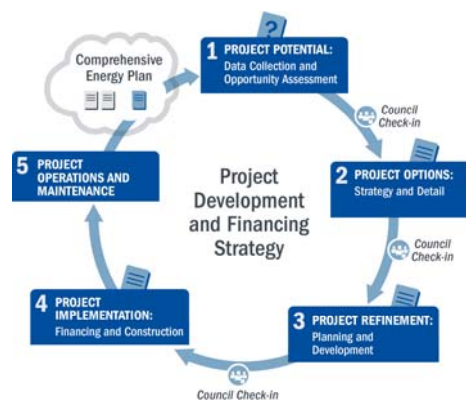 Comprehensive
Energy Plan
?
1 PROJECT POTENTIAL:
Data Collection and
Opportunity Assessment
Council
Check-in
2 PROJECT OPTIONS:
Strategy and Detail
Council
Check-in
3 PROJECT REFINEMENT:
Planning and
Development
Council Check-in
4 PROJECT
IMPLEMENTATION:
Financing and Construction
5 PROJECT
OPERATIONS AND
MAINTENANCE
Project
Development
and Financing
Strategy